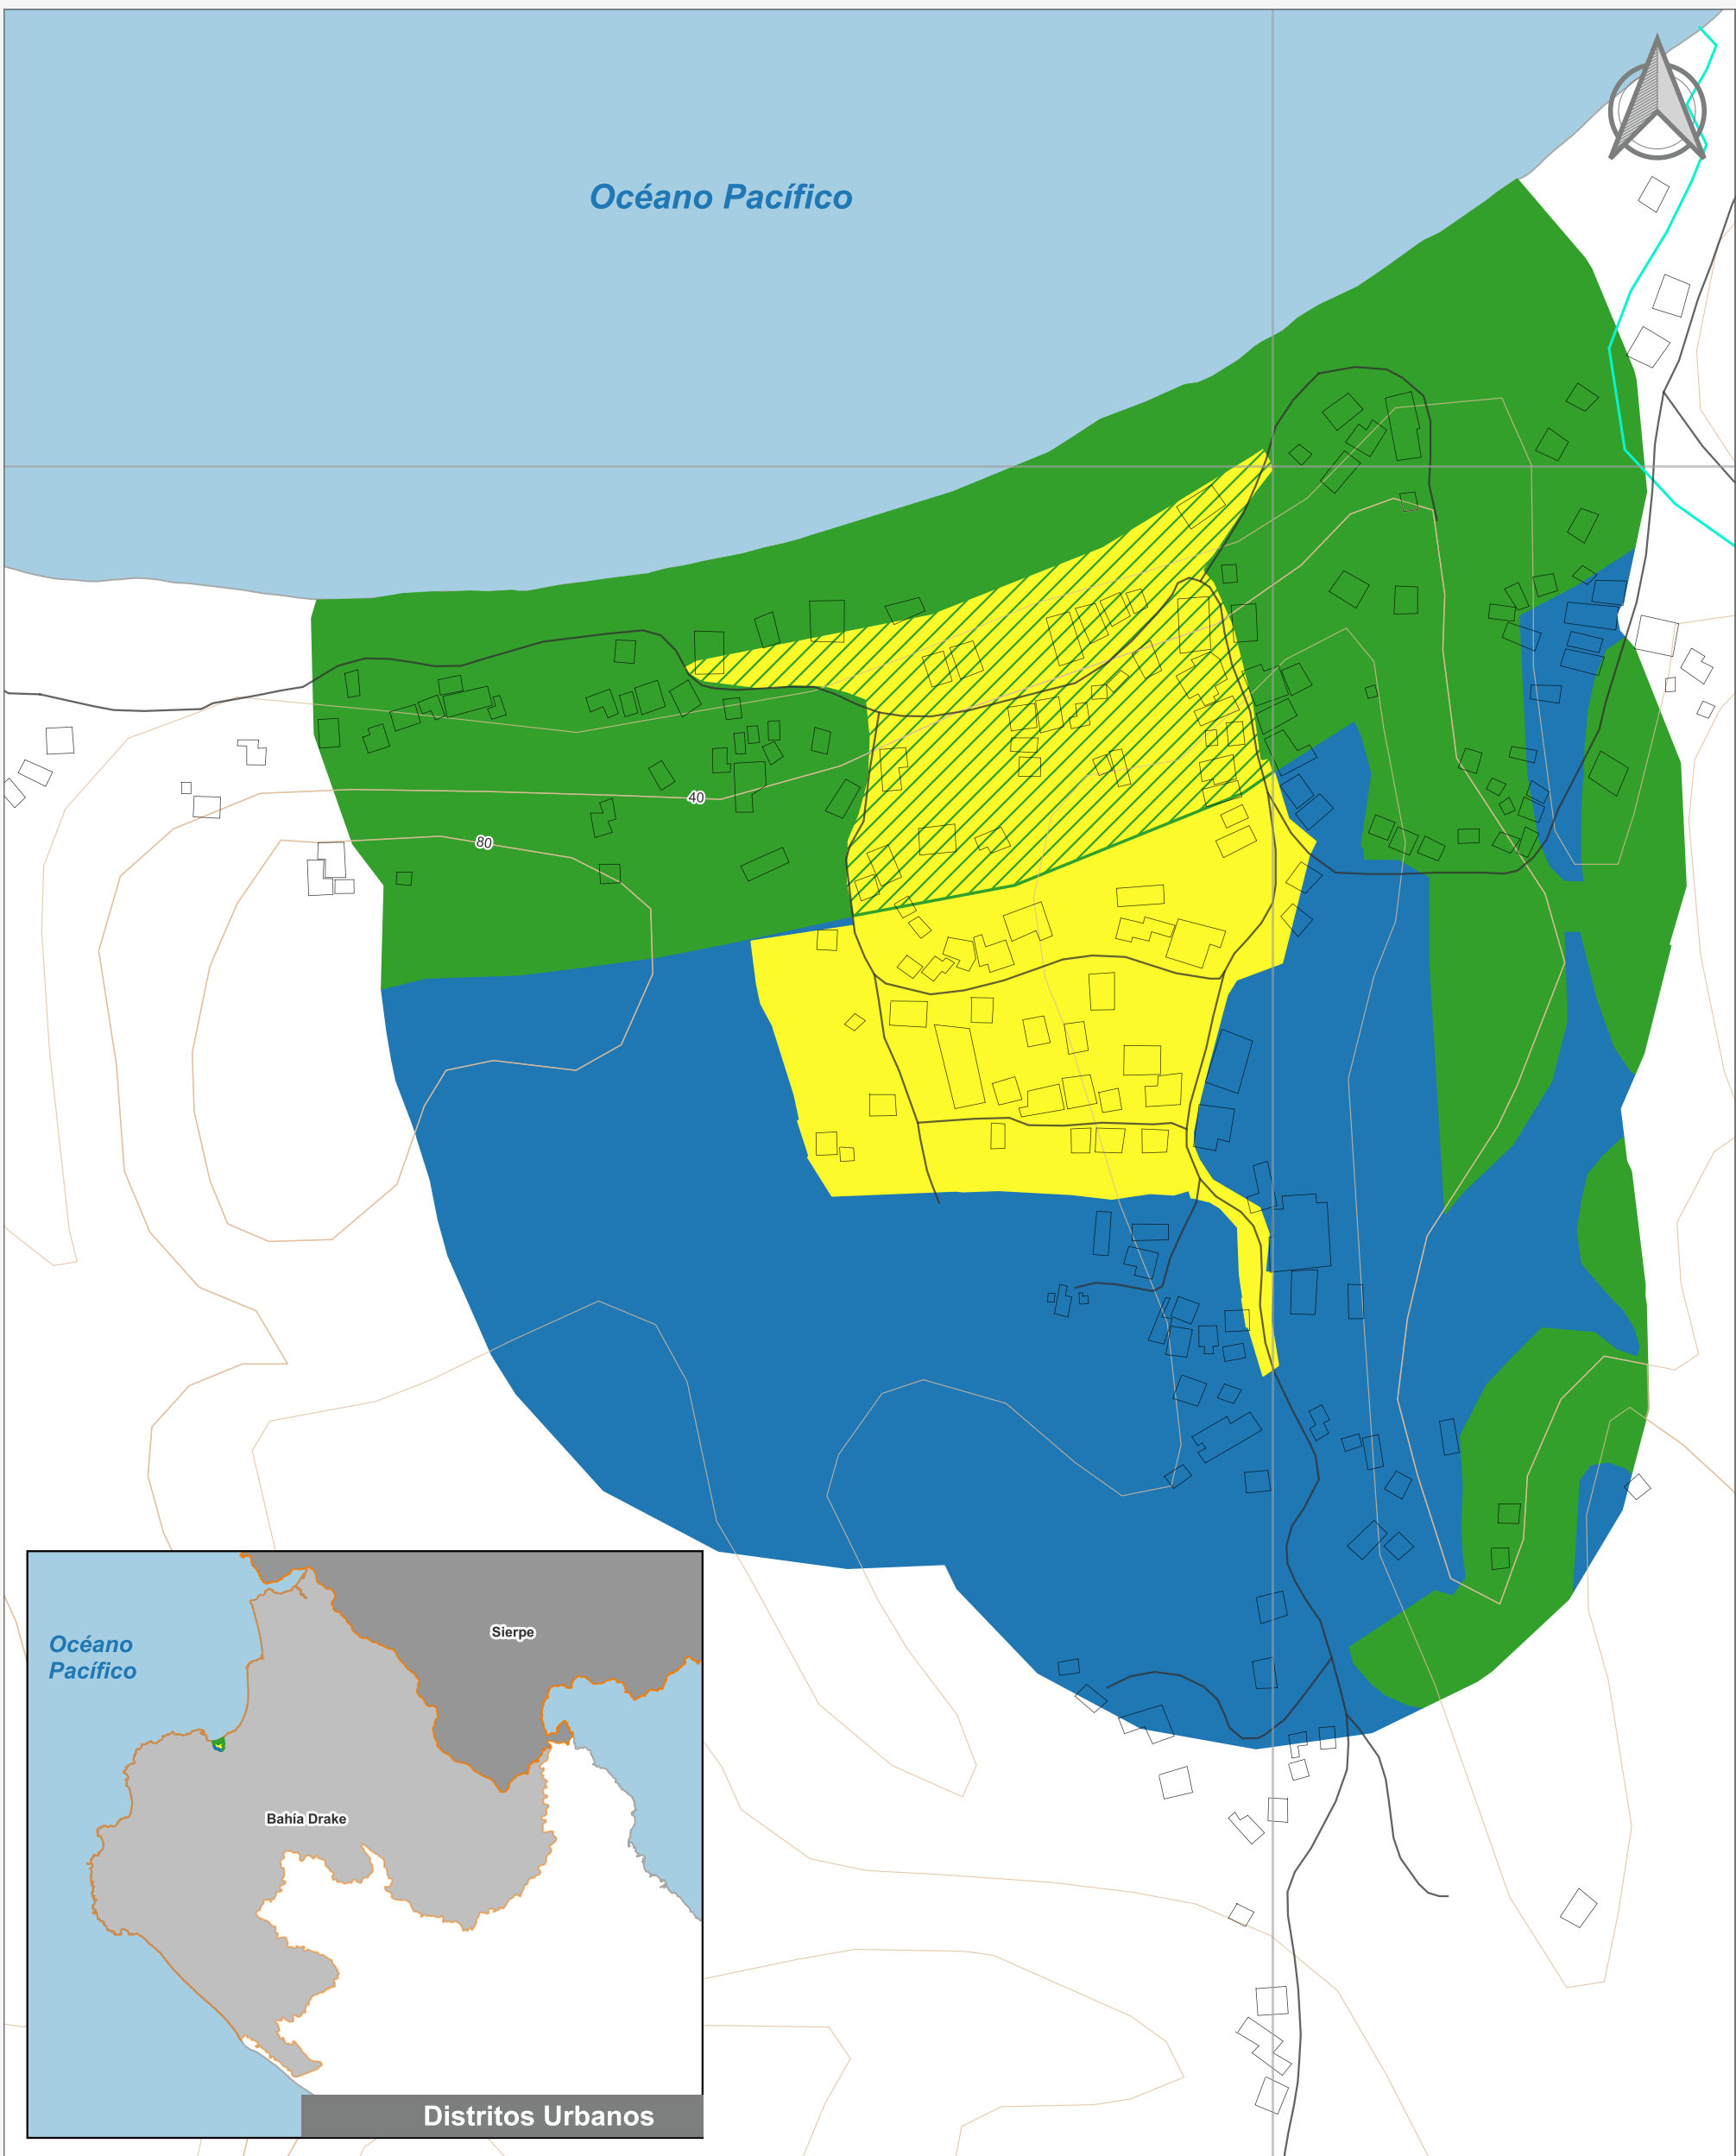 Océano Pacífico
40
80
Océano
Pacífico
Sierpe
Bahía Drake
Distritos Urbanos